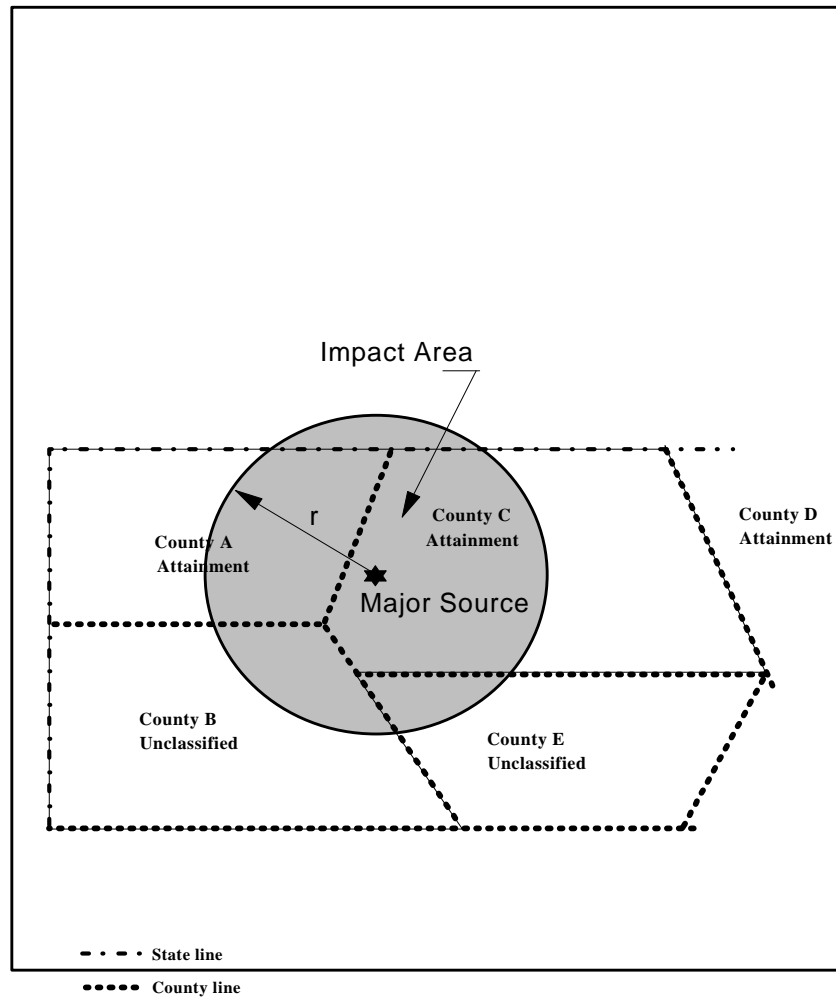 Impact Area
r
County A
Attainment
County C
Attainment
County D
Attainment
Major Source
County B
Unclassified
County E
Unclassified
State line
County line